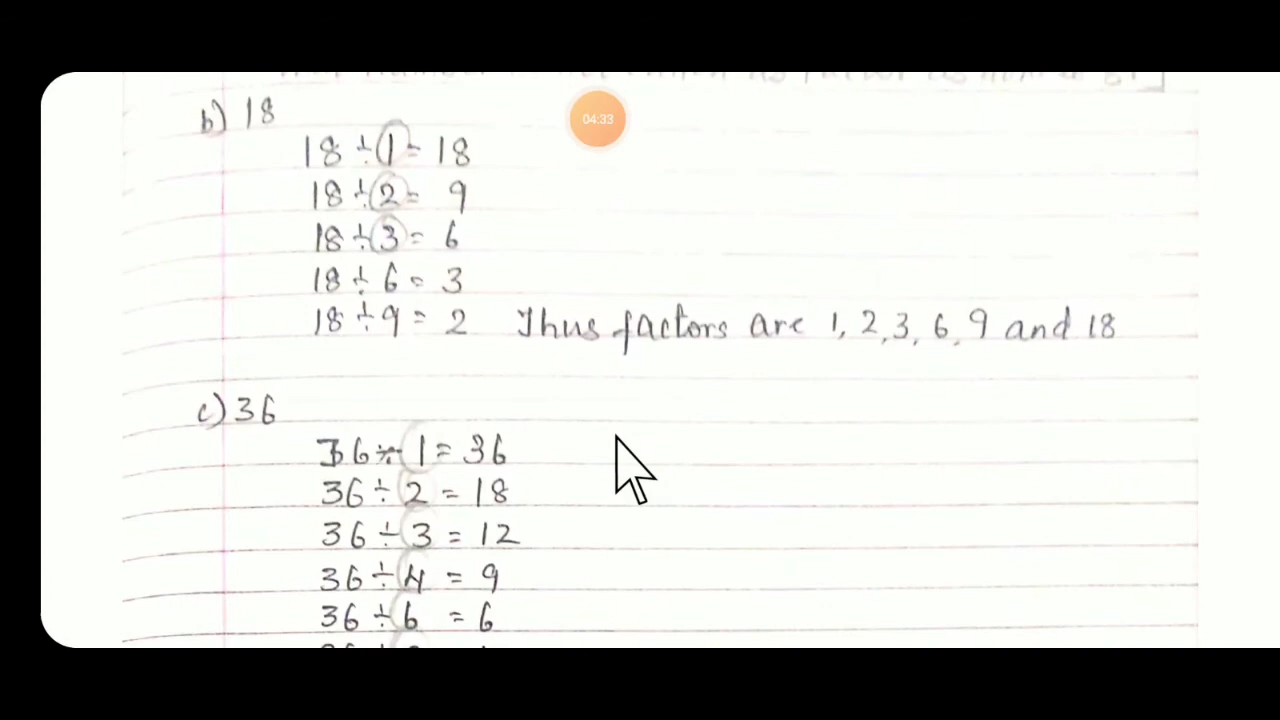 b) 18
04:33
18 ÷ 1 = 18
18 ÷ 2 = 9
18 ÷ 3 = 6
18 ÷ 6 = 3
18 ÷ 9 = 2 Thus factors are 1, 2, 3, 6, 9 and 18
c) 36
36 ÷ 1 = 36
36 ÷ 2 = 18
36 ÷ 3 = 12
36 ÷ 4 = 9
36 ÷ 6 = 6